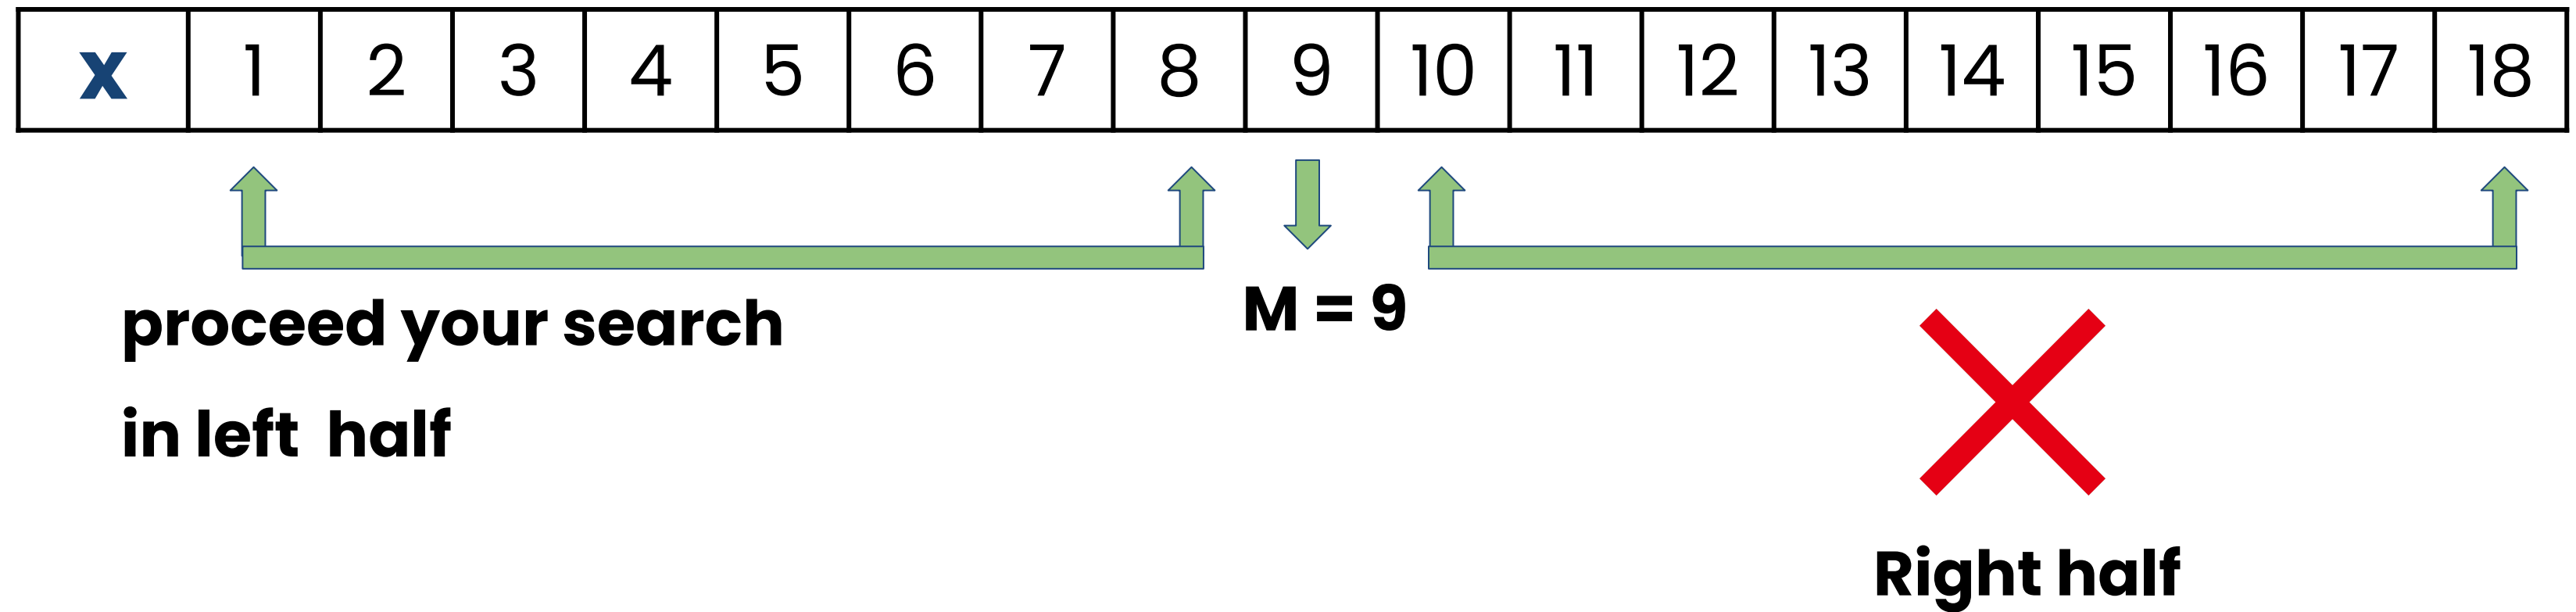 x 1 2 3 4 5 6 7 8 9 10 11 12 13 14 15 16 17 18
proceed your search
in left half
M = 9
Right half